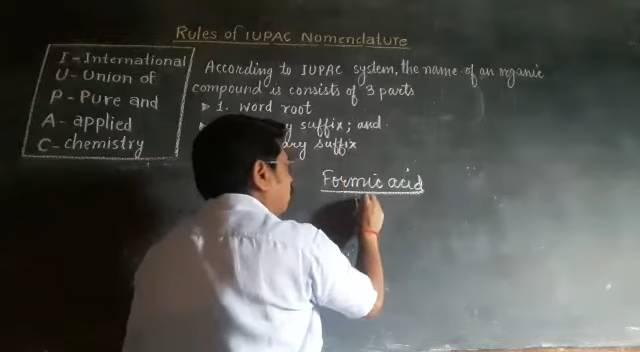 Rules of IUPAC Nomenclature
I - International
U - Union of
P - Pure and
A - applied
C - chemistry
According to IUPAC system, the name of an organic
compound is consists of 3 parts
1. word root
suffix; and
suffix
Formic acid